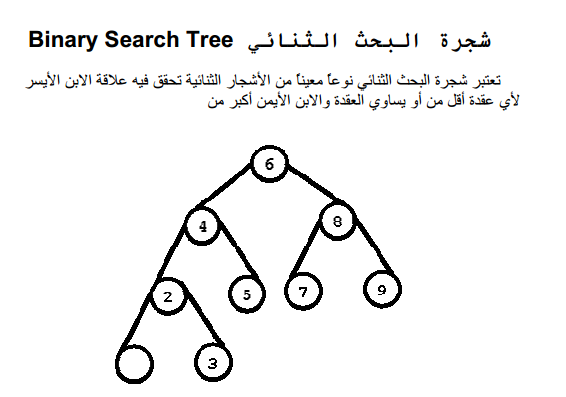 شجرة البحث الثنائي Binary Search Tree
تعتبر شجرة البحث الثنائي نوعاً معيناً من الأشجار الثنائية تحقق فيه علاقة الابن الأيسر
لأي عقدة أقل من أو يساوي العقدة والابن الأيمن أكبر من
6
4 8
2 5 7 9
3